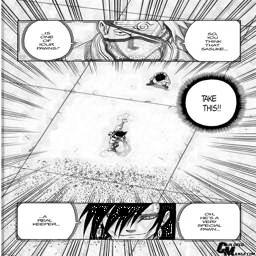 SO,
YOU
THINK
THAT
SASUKE...
...IS
ONE
OF
YOUR
PAWNS?
TAKE
THIS!!
OH,
HE'S A
VERY
SPECIAL
PAWN...
A
REAL
KEEPER...